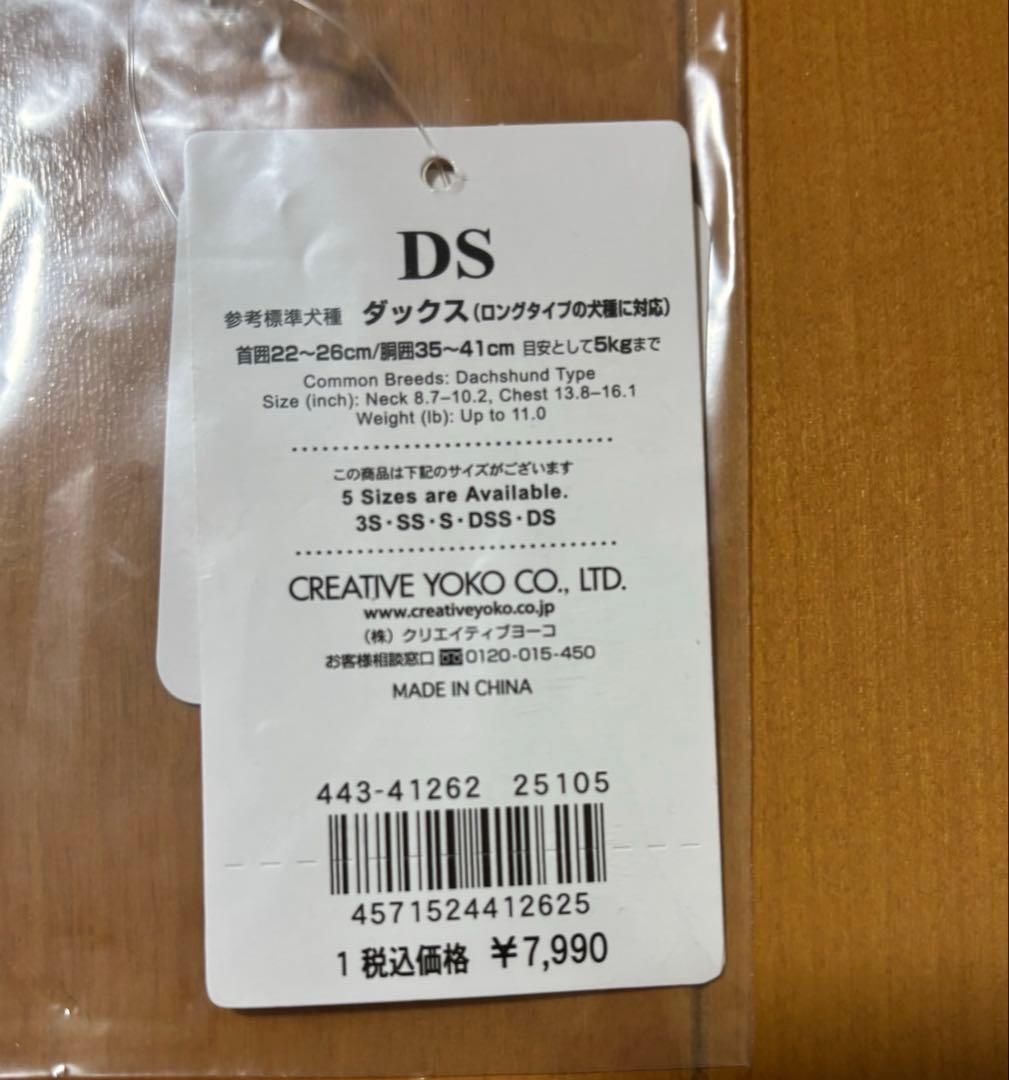 DS
参考標準犬種 ダックス(ロングタイプの犬種に対応)
首囲22〜26cm/胴囲35〜41cm 目安として5kgまで
Common Breeds: Dachshund Type
Size (inch): Neck 8.7–10.2, Chest 13.8–16.1
Weight (lb): Up to 11.0
この商品は下記のサイズがございます
5 Sizes are Available.
3S・SS・S・DSS・DS
CREATIVE YOKO CO., LTD.
www.creativeyoko.co.jp
(株)クリエイティブヨーコ
お客様相談窓口 0120-015-450
MADE IN CHINA
443-41262 25105
4571524412625
1 税込価格 ¥7,990